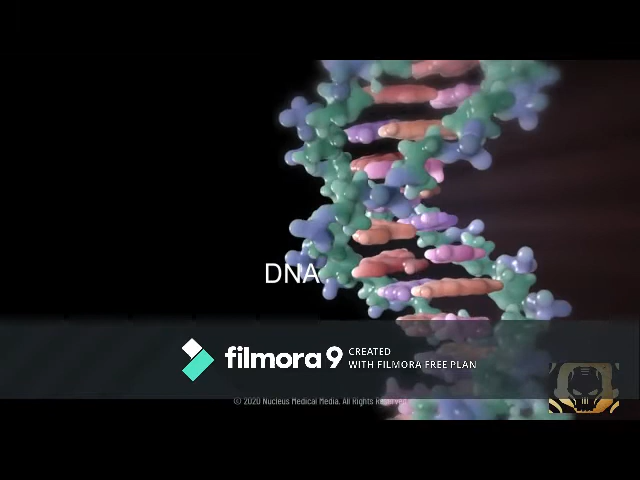 DNA
filmora 9
CREATED
WITH FILMORA FREE PLAN
© 2020 Nucleus Medical Media. All Rights Reserved.